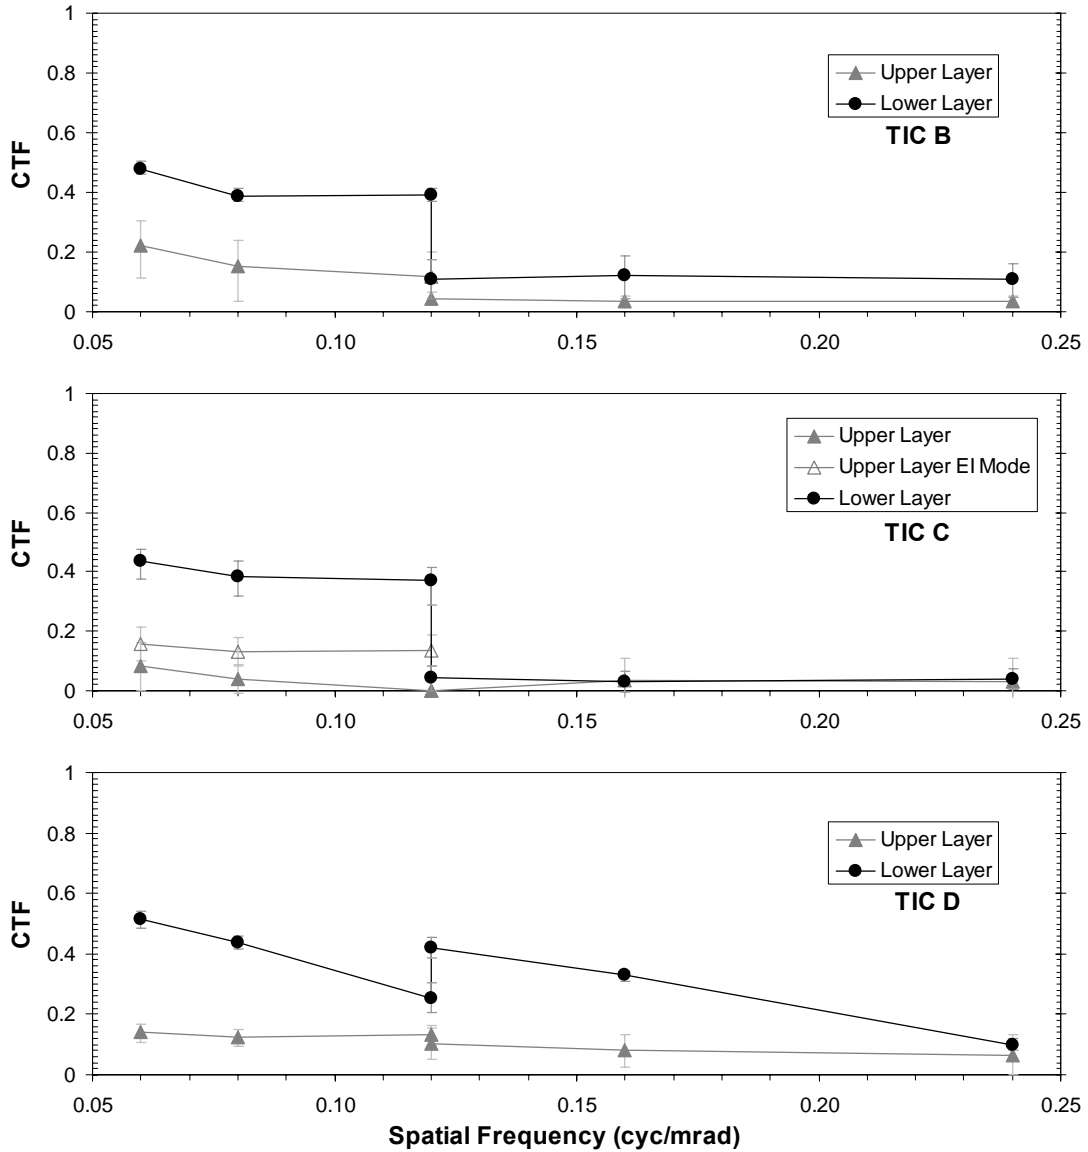 1
0.8
0.6
0.4
0.2
0
CTF
Upper Layer
Lower Layer
TIC B
0.05 0.10 0.15 0.20 0.25
1
0.8
0.6
0.4
0.2
0
CTF
Upper Layer
Upper Layer EI Mode
Lower Layer
TIC C
0.05 0.10 0.15 0.20 0.25
1
0.8
0.6
0.4
0.2
0
CTF
Upper Layer
Lower Layer
TIC D
0.05 0.10 0.15 0.20 0.25
Spatial Frequency (cyc/mrad)